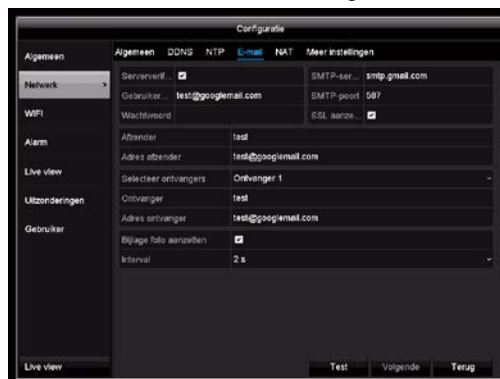 Configuratie
Algemeen
Netwerk >
WIFI
Alarm
Live view
Uitzonderingen
Gebruiker
Live view
Algemeen DDNS NTP E-mail NAT Meer instellingen
Serververif... SMTP-ser... smtp.gmail.com
Gebruiker... test@googlemail.com SMTP-poort 587
Wachtwoord SSL aanze...
Afzender test
Adres afzender test@googlemail.com
Selecteer ontvangers Ontvanger 1
Ontvanger test
Adres ontvanger test@googlemail.com
Bijlage foto aanzetten
Interval 2 s
Test Volgende Terug